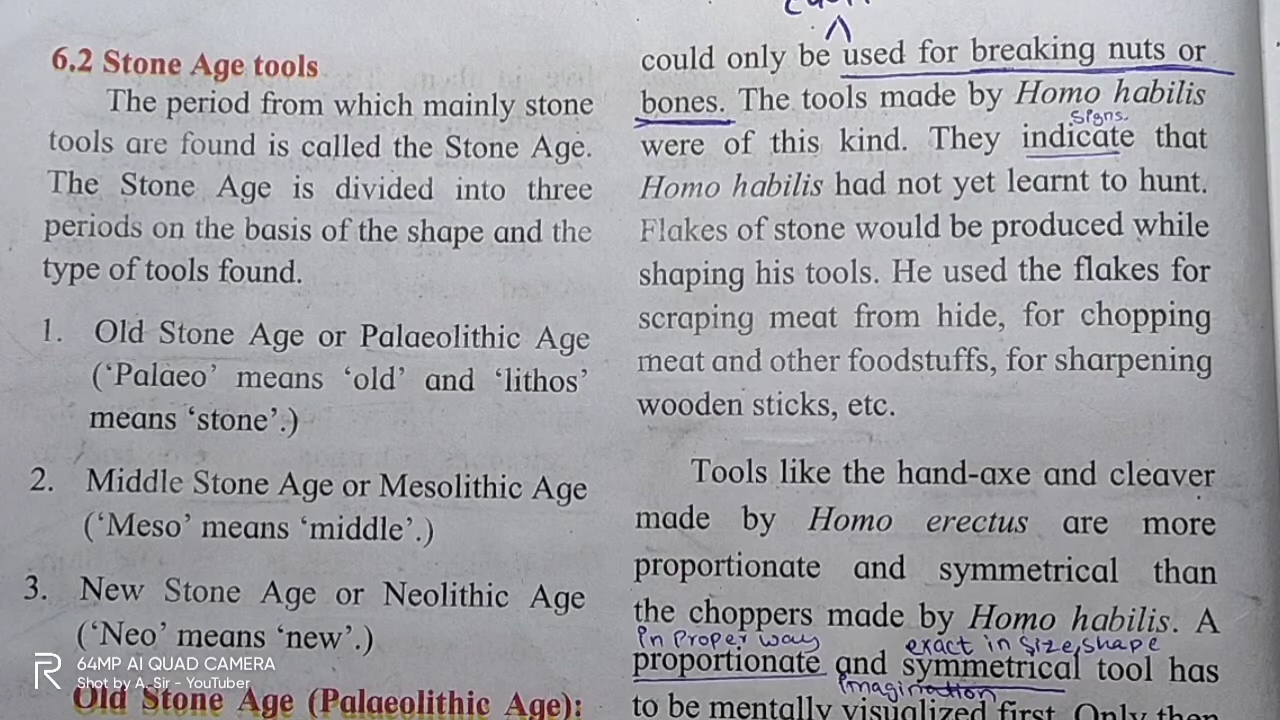 6.2 Stone Age tools
The period from which mainly stone
tools are found is called the Stone Age.
The Stone Age is divided into three
periods on the basis of the shape and the
type of tools found.
1. Old Stone Age or Palaeolithic Age
('Palaeo' means 'old' and 'lithos'
means 'stone'.)
2. Middle Stone Age or Mesolithic Age
('Meso' means 'middle'.)
3. New Stone Age or Neolithic Age
('Neo' means 'new'.)
64MP AI QUAD CAMERA
Shot by A. Sir - YouTuber
Old Stone Age (Palaeolithic Age):
could only be used for breaking nuts or
bones. The tools made by Homo habilis
Signs.
were of this kind. They indicate that
Homo habilis had not yet learnt to hunt.
Flakes of stone would be produced while
shaping his tools. He used the flakes for
scraping meat from hide, for chopping
meat and other foodstuffs, for sharpening
wooden sticks, etc.
Tools like the hand-axe and cleaver
made by Homo erectus are more
proportionate and symmetrical than
the choppers made by Homo habilis. A
in proper way exact in size, shape
proportionate and symmetrical tool has
imagination
to be mentally visualized first. Only then